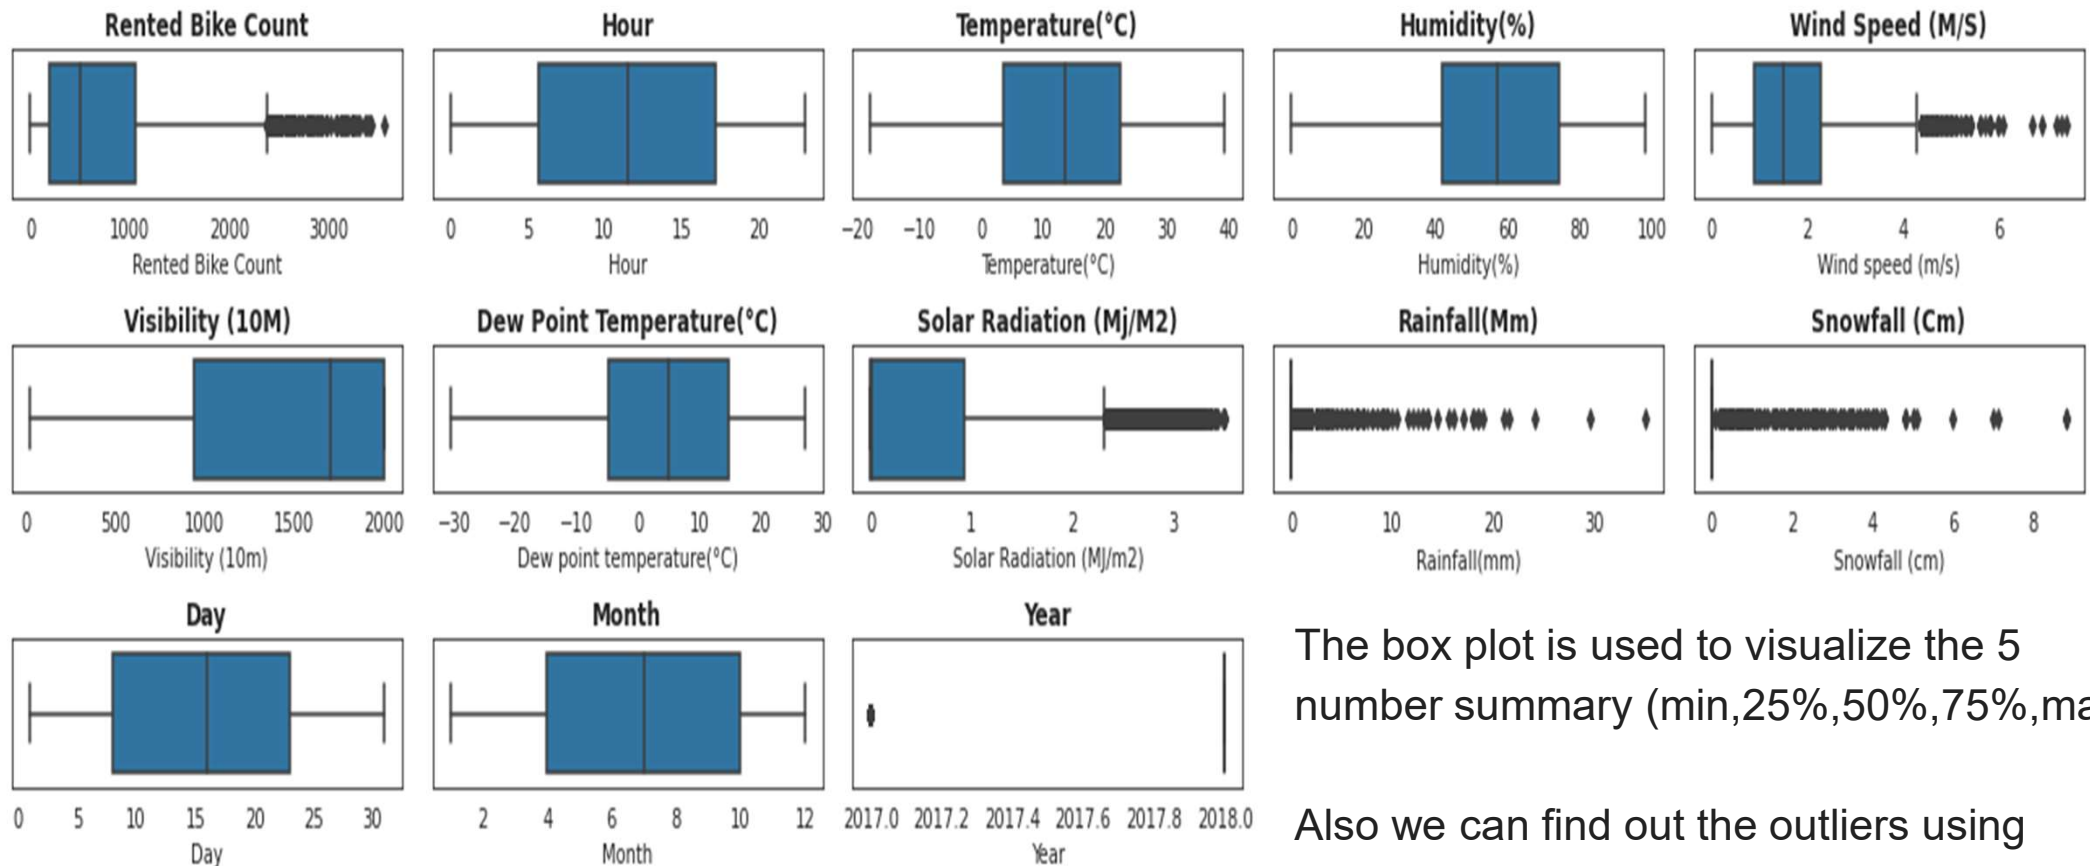 Rented Bike Count
0 1000 2000 3000
Rented Bike Count
Hour
0 5 10 15 20
Hour
Temperature(°C)
−20 −10 0 10 20 30 40
Temperature(°C)
Humidity(%)
0 20 40 60 80 100
Humidity(%)
Wind Speed (M/S)
0 2 4 6
Wind speed (m/s)
Visibility (10M)
0 500 1000 1500 2000
Visibility (10m)
Dew Point Temperature(°C)
−30 −20 −10 0 10 20 30
Dew point temperature(°C)
Solar Radiation (Mj/M2)
0 1 2 3
Solar Radiation (MJ/m2)
Rainfall(Mm)
0 10 20 30
Rainfall(mm)
Snowfall (Cm)
0 2 4 6 8
Snowfall (cm)
Day
0 5 10 15 20 25 30
Day
Month
2 4 6 8 10 12
Month
Year
2017.0 2017.2 2017.4 2017.6 2017.8 2018.0
Year
The box plot is used to visualize the 5
number summary (min,25%,50%,75%,ma
Also we can find out the outliers using